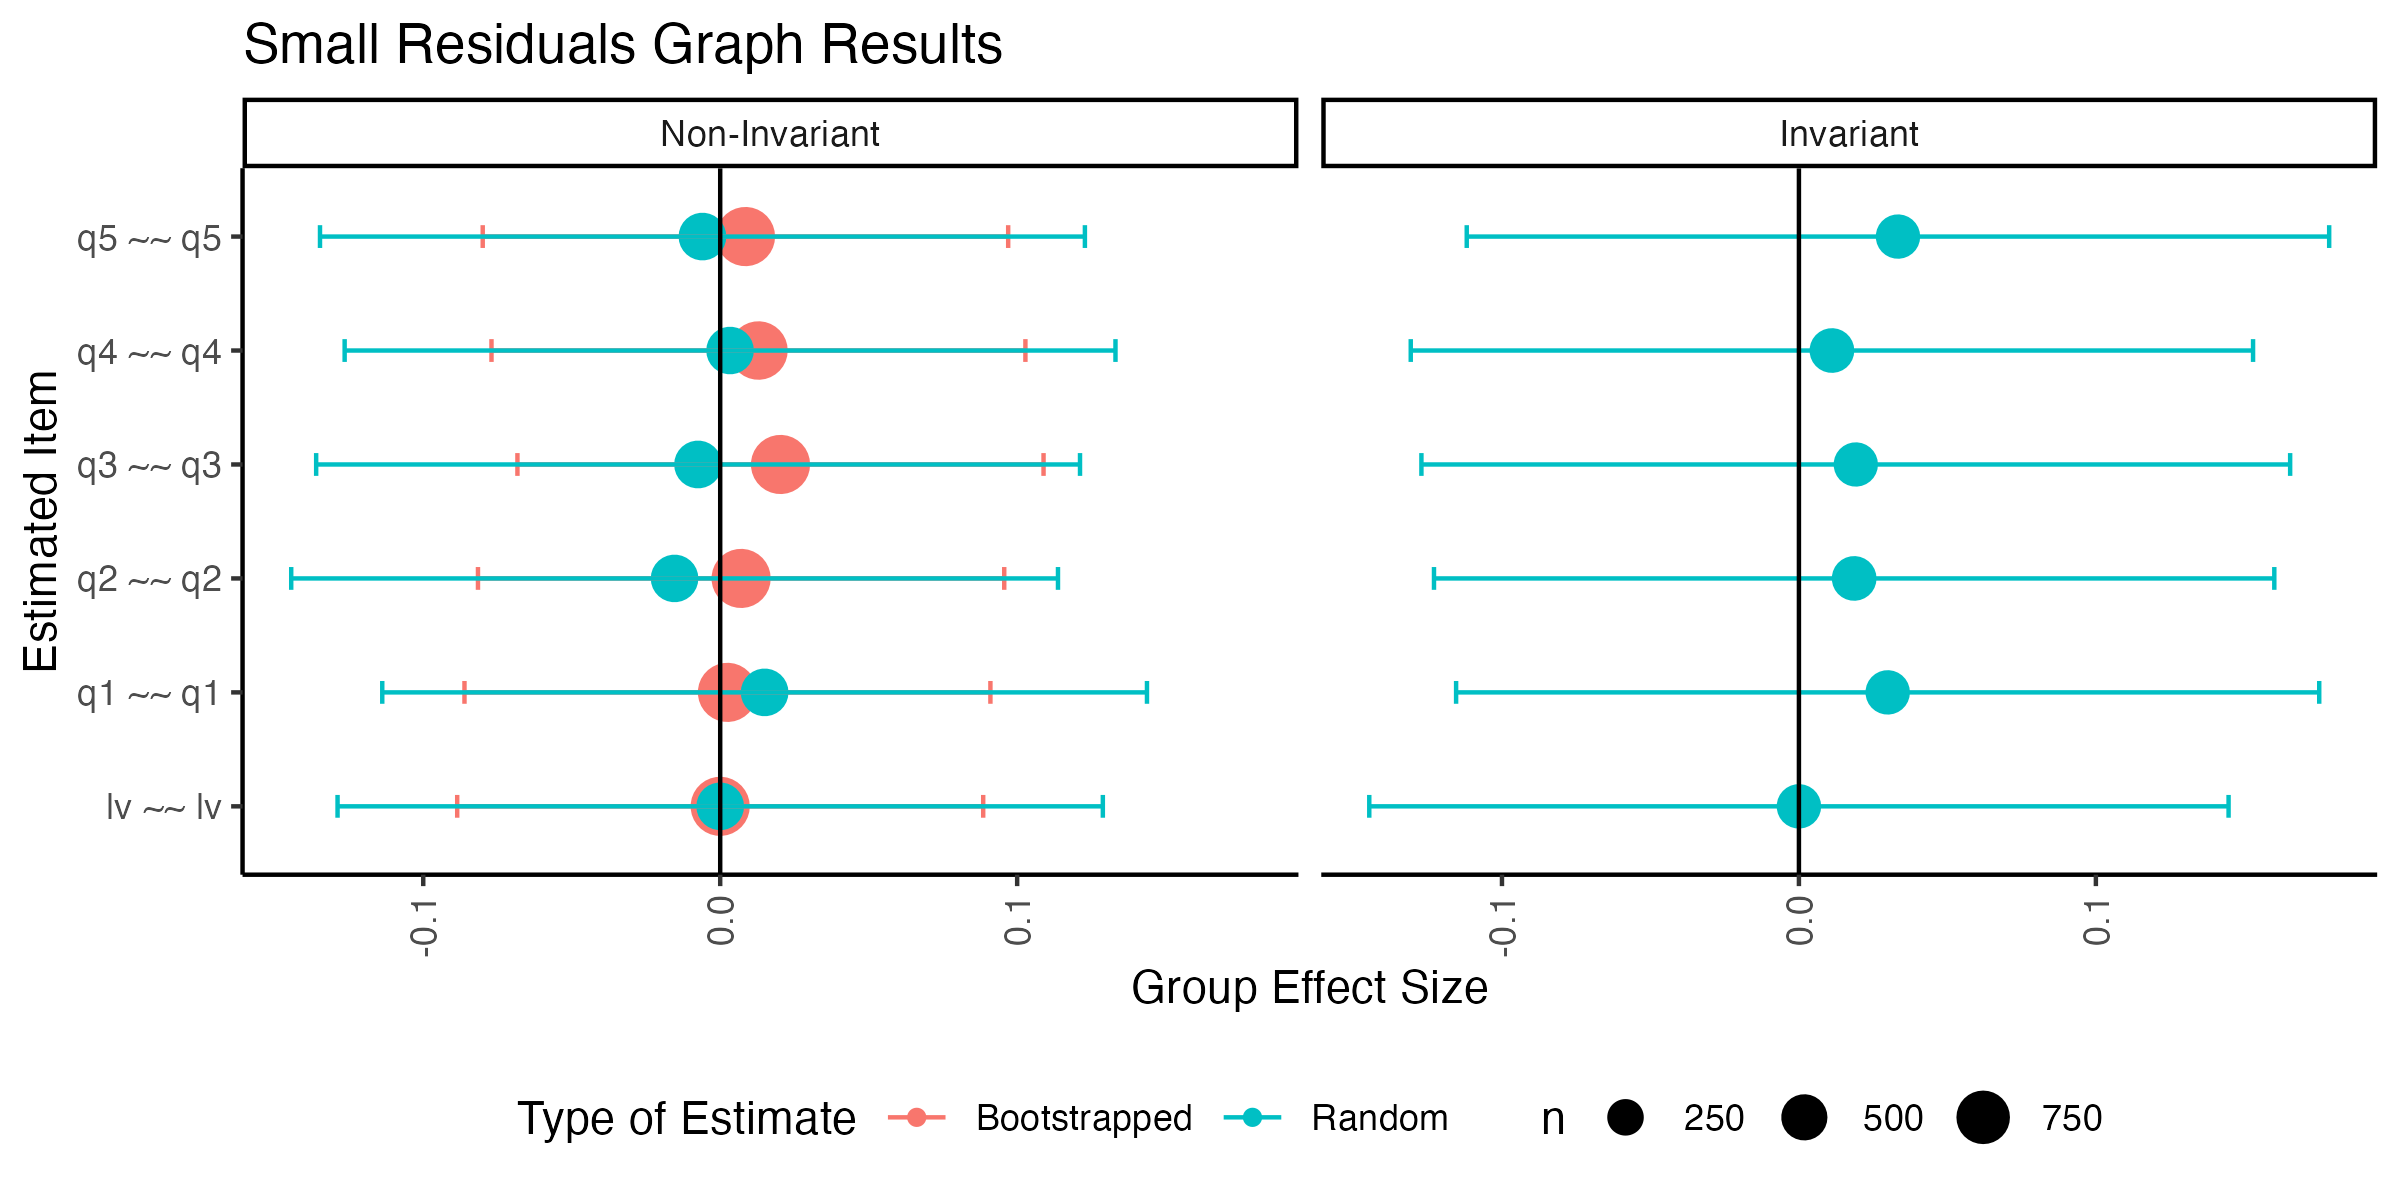 Small Residuals Graph Results
Non-Invariant
Invariant
Estimated Item
q5 ~~ q5
q4 ~~ q4
q3 ~~ q3
q2 ~~ q2
q1 ~~ q1
lv ~~ lv
-0.1 0.0 0.1
-0.1 0.0 0.1
Group Effect Size
Type of Estimate Bootstrapped Random n 250 500 750